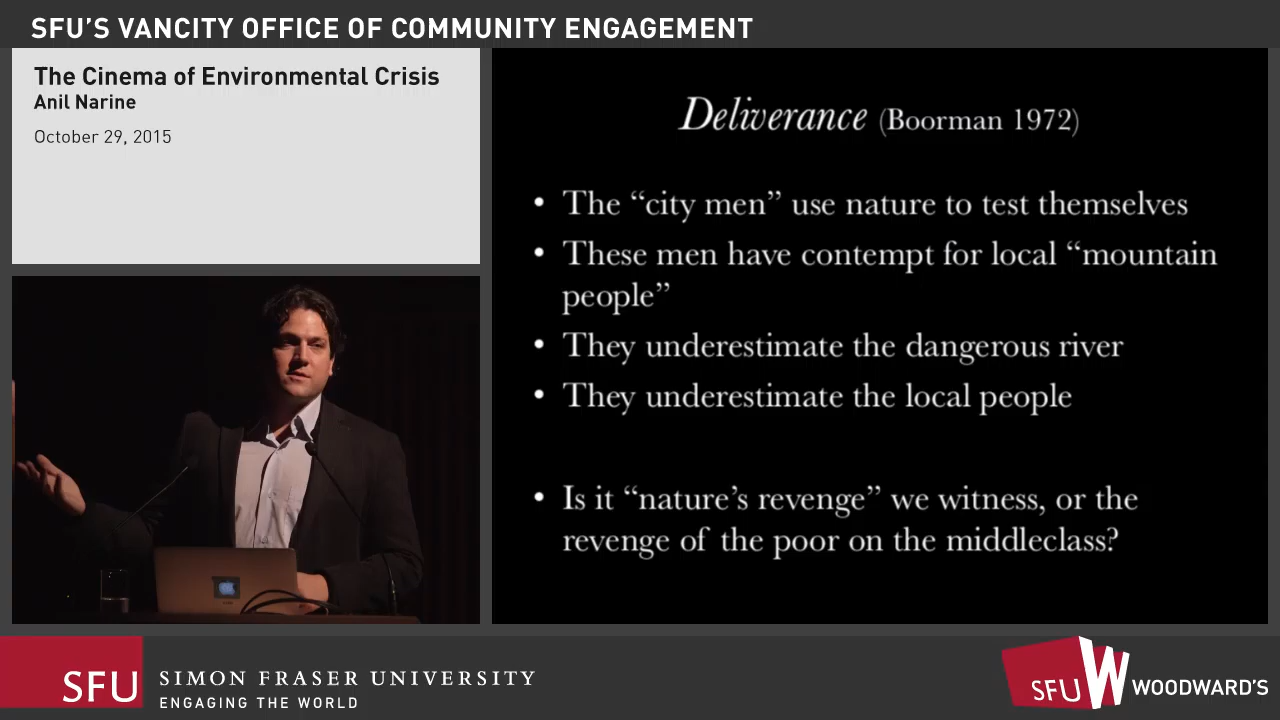 SFU'S VANCITY OFFICE OF COMMUNITY ENGAGEMENT
The Cinema of Environmental Crisis
Anil Narine
October 29, 2015
Deliverance (Boorman 1972)
• The “city men” use nature to test themselves
• These men have contempt for local “mountain
people”
• They underestimate the dangerous river
• They underestimate the local people
• Is it “nature’s revenge” we witness, or the
revenge of the poor on the middleclass?
SFU
SIMON FRASER UNIVERSITY
ENGAGING THE WORLD
SFU W WOODWARD'S